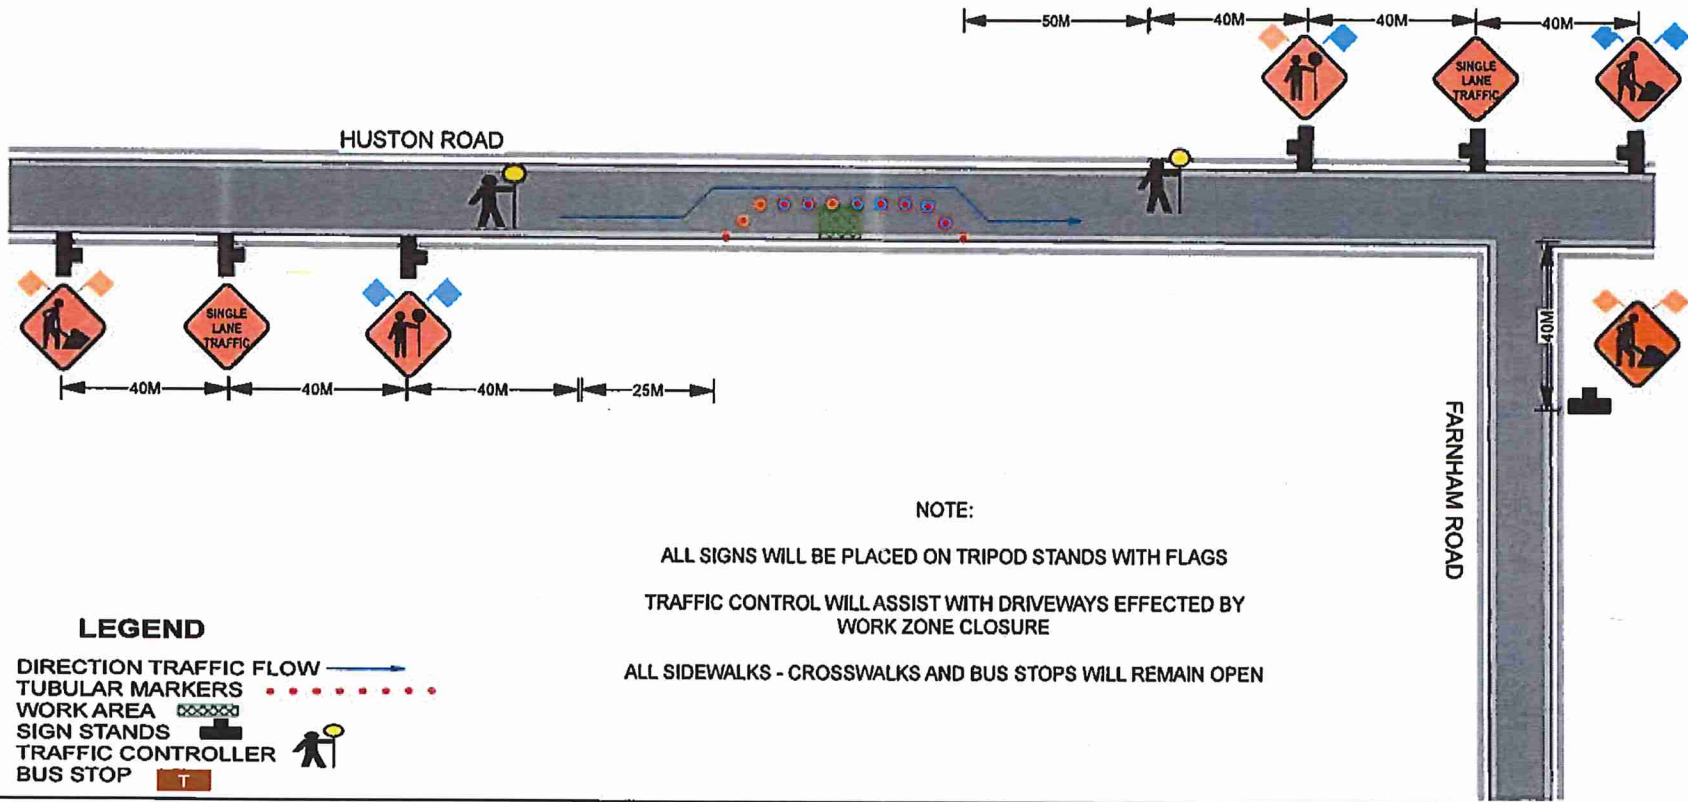 50M
40M
40M
40M
SINGLE
LANE
TRAFFIC
HUSTON ROAD
SINGLE
LANE
TRAFFIC
40M
40M
40M
40M
25M
FARNHAM ROAD
NOTE:
ALL SIGNS WILL BE PLACED ON TRIPOD STANDS WITH FLAGS
TRAFFIC CONTROL WILL ASSIST WITH DRIVEWAYS EFFECTED BY
WORK ZONE CLOSURE
ALL SIDEWALKS - CROSSWALKS AND BUS STOPS WILL REMAIN OPEN
LEGEND
DIRECTION TRAFFIC FLOW
TUBULAR MARKERS
WORK AREA
SIGN STANDS
TRAFFIC CONTROLLER
BUS STOP T